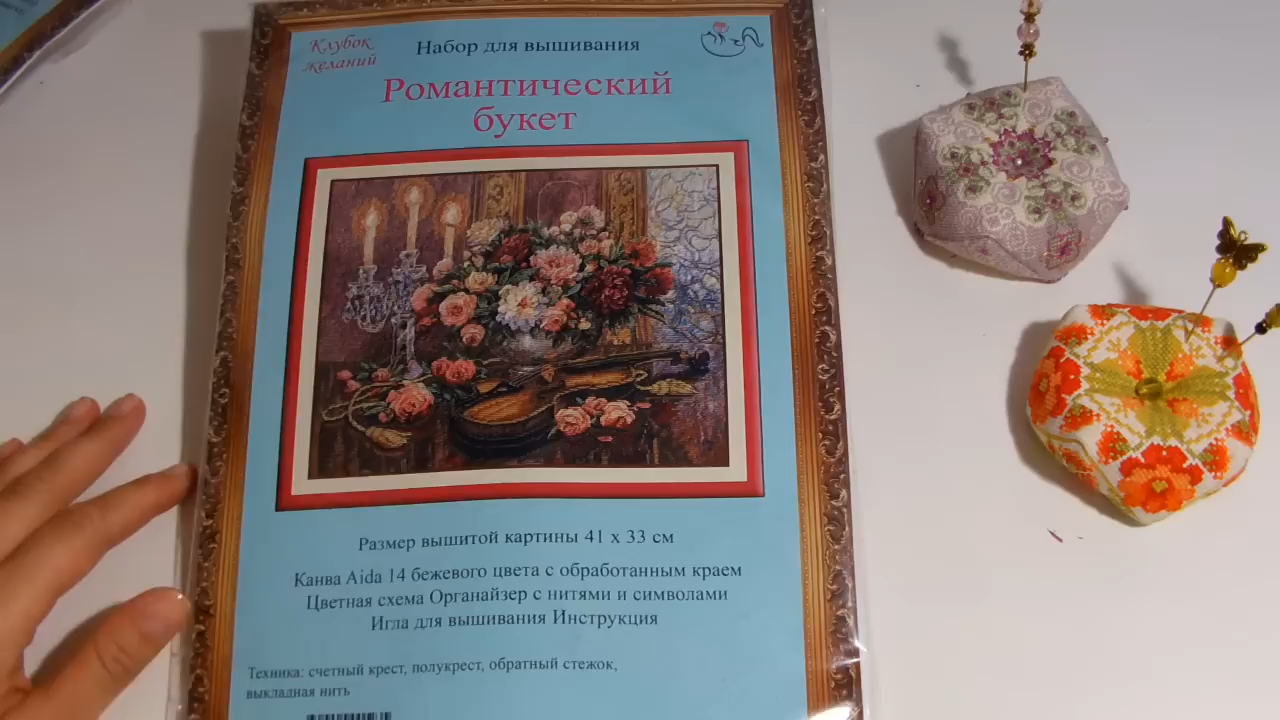 Клубок
желаний
Набор для вышивания
Романтический
букет
Размер вышитой картины 41 х 33 см
Канва Aida 14 бежевого цвета с обработанным краем
Цветная схема Органайзер с нитями и символами
Игла для вышивания Инструкция
Техника: счетный крест, полукрест, обратный стежок,
выкладная нить